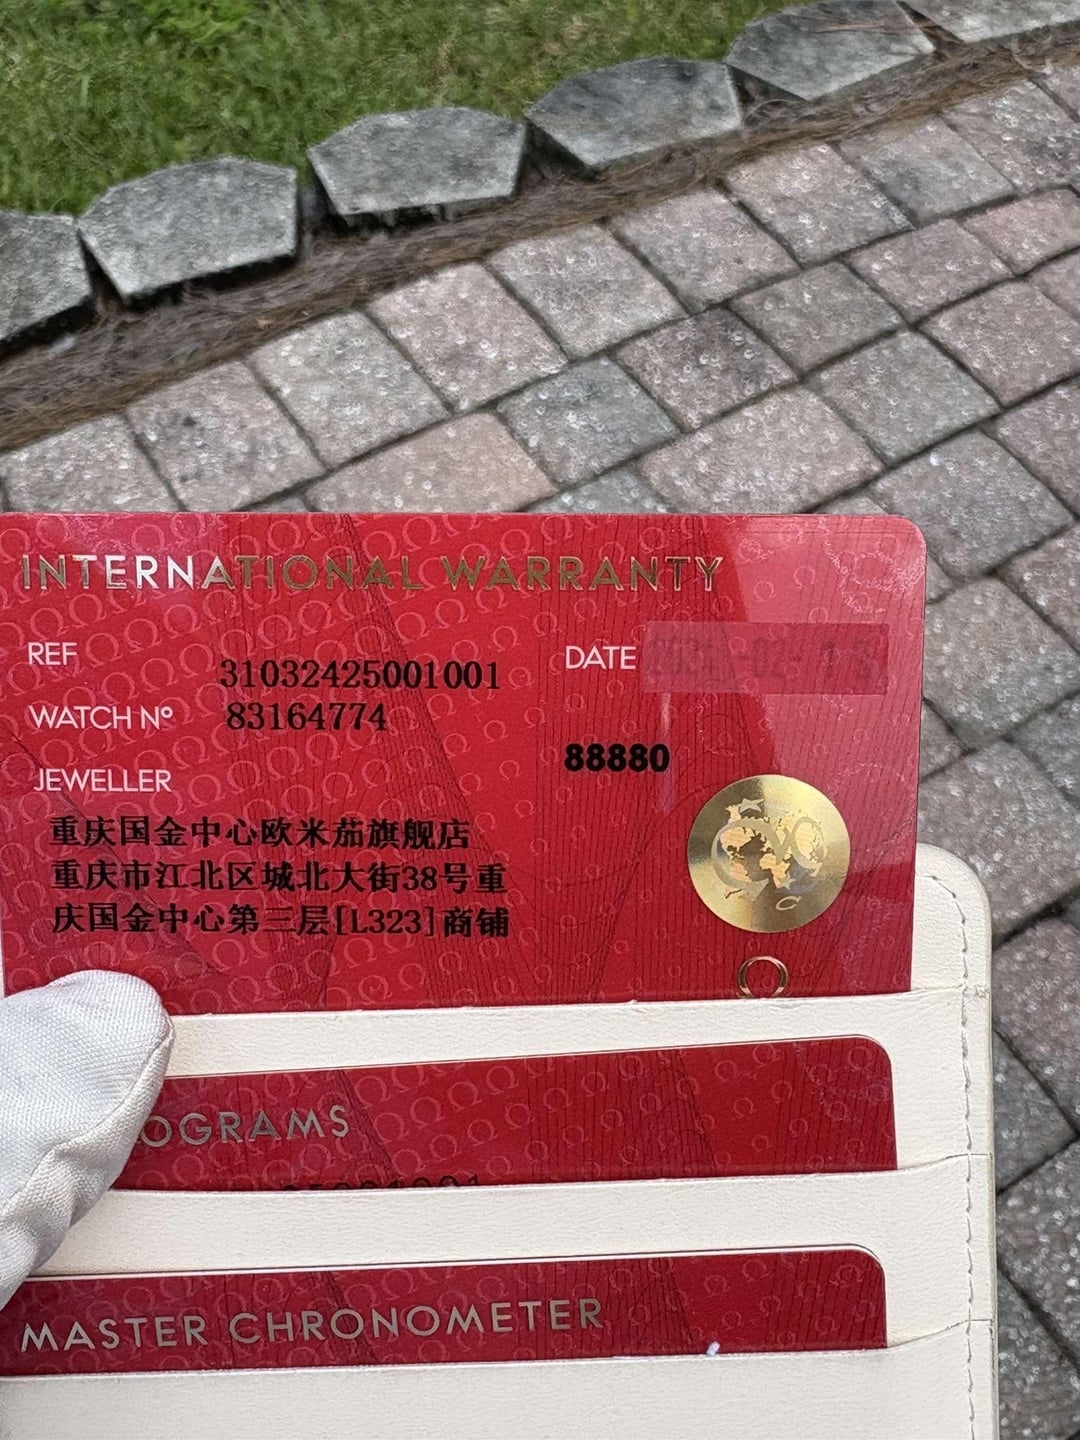 INTERNATIONAL WARRANTY
REF 31032425001001
DATE
WATCH Nº 83164774
88880
JEWELLER
重庆国金中心欧米茄旗舰店
重庆市江北区城北大街38号重
庆国金中心第三层[L323]商铺
OGRAMS
MASTER CHRONOMETER